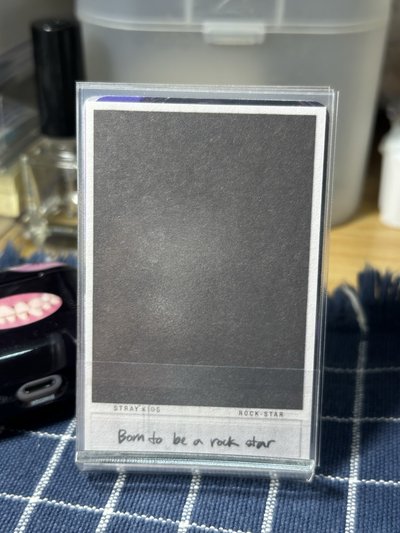 STRAY KIDS
ROCK-STAR
Born to be a rock star